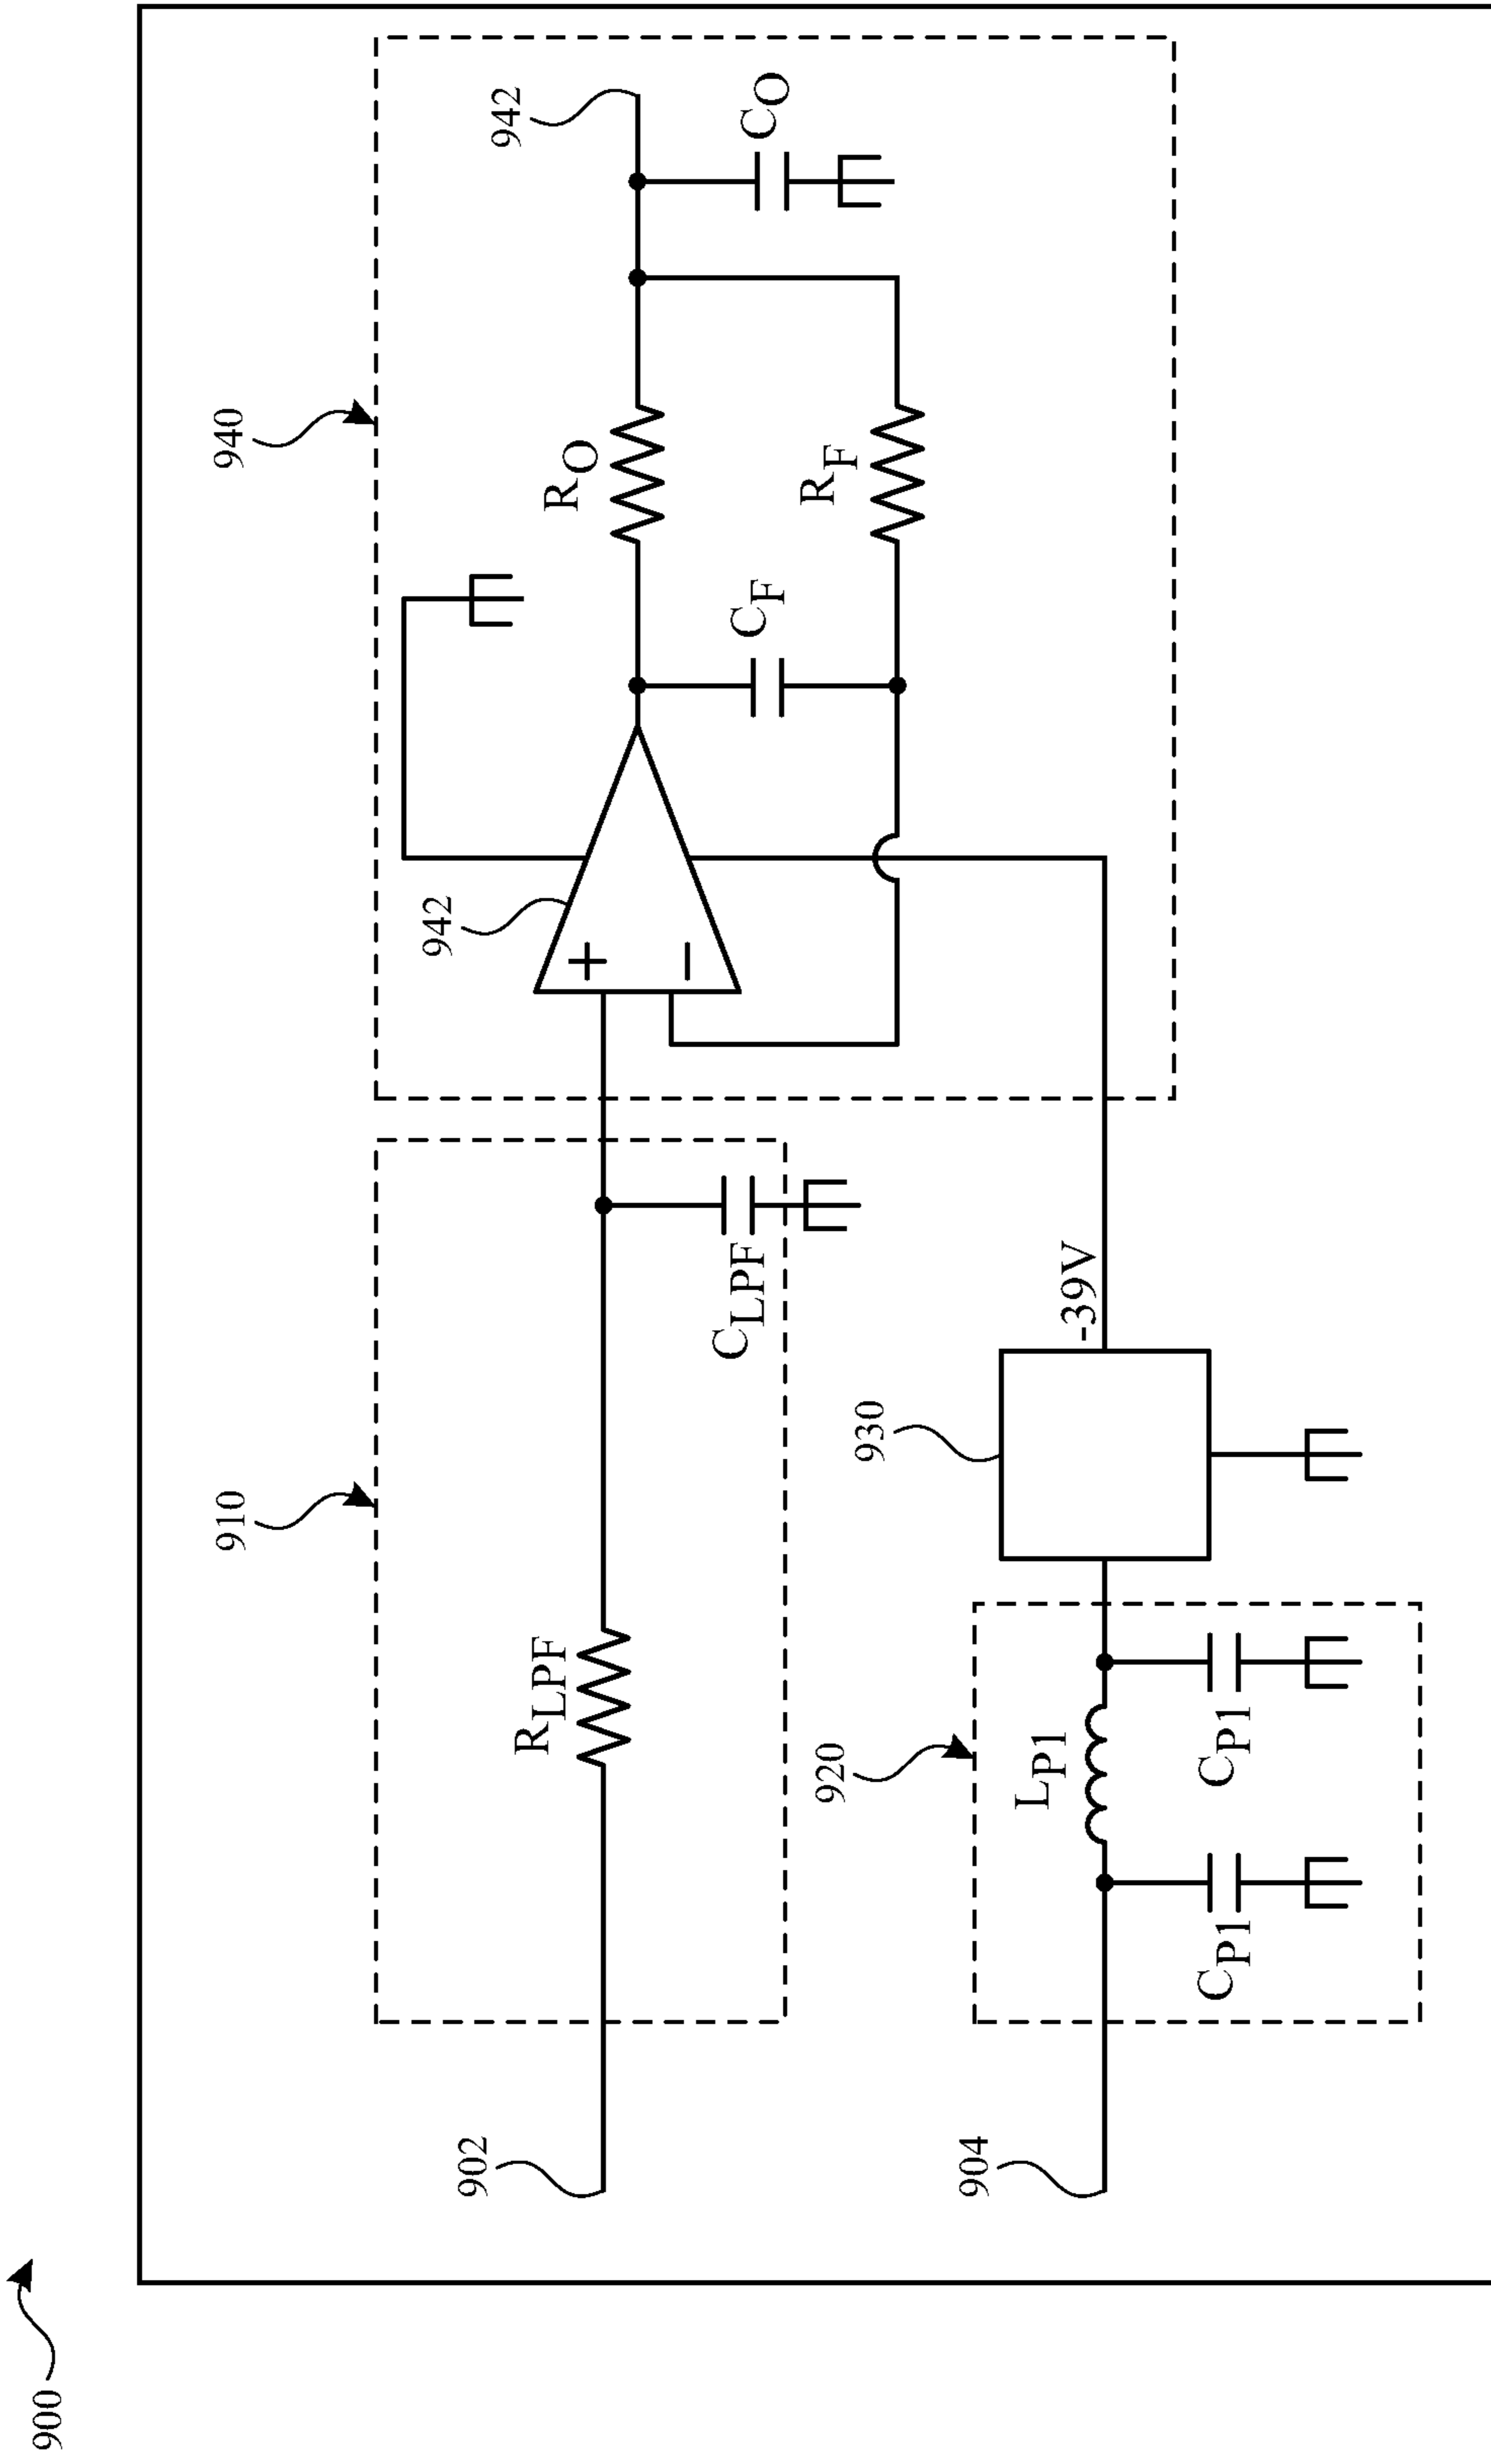 900
902
904
910
R_LPF
C_LPF
920
L_P1
C_P1
C_P1
930
-39V
940
942
+
−
C_F
R_O
R_F
942
C_O